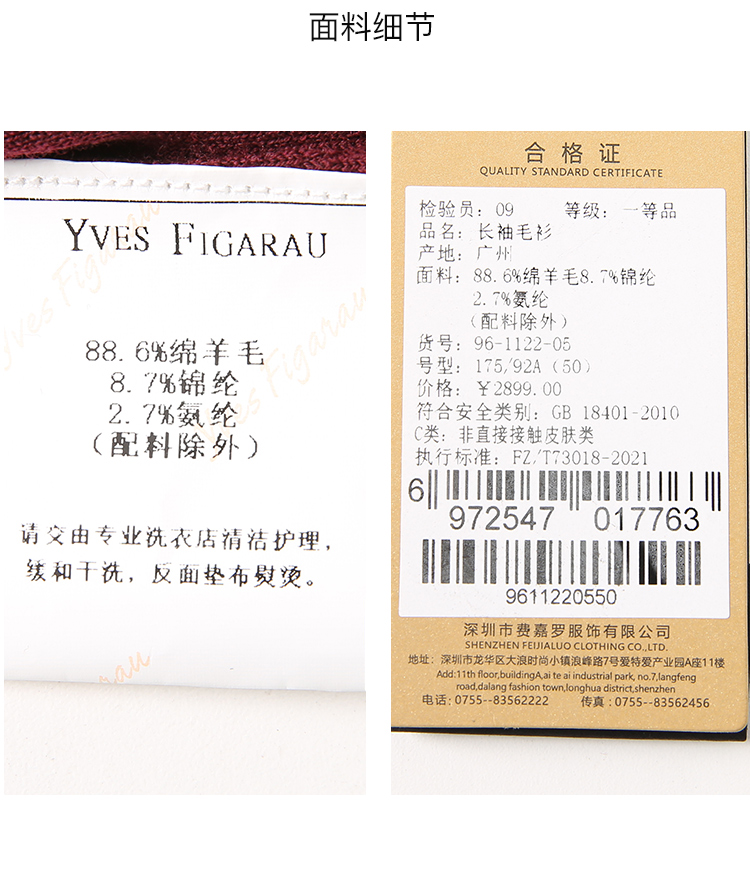 面料细节
YVES FIGARAU
88.6%绵羊毛
8.7%锦纶
2.7%氨纶
(配料除外)
请交由专业洗衣店清洁护理，
缓和干洗，反面垫布熨烫。
Yves Figarau
Yves Figarau
合格证
QUALITY STANDARD CERTIFICATE
检验员：09 等级：一等品
品名：长袖毛衫
产地：广州
面料：88.6%绵羊毛8.7%锦纶
2.7%氨纶
(配料除外)
货号：96-1122-05
号型：175/92A (50)
价格：￥2899.00
符合安全类别：GB 18401-2010
C类：非直接接触皮肤类
执行标准：FZ/T73018-2021
6 972547 017763
9611220550
深圳市费嘉罗服饰有限公司
SHENZHEN FEIJIALUO CLOTHING CO.,LTD.
地址：深圳市龙华区大浪时尚小镇浪峰路7号爱特爱产业园A座11楼
Add:11th floor,buildingA,ai te ai industrial park, no.7,langfeng
road,dalang fashion town,longhua district,shenzhen
电话：0755--83562222 传真：0755--83562456